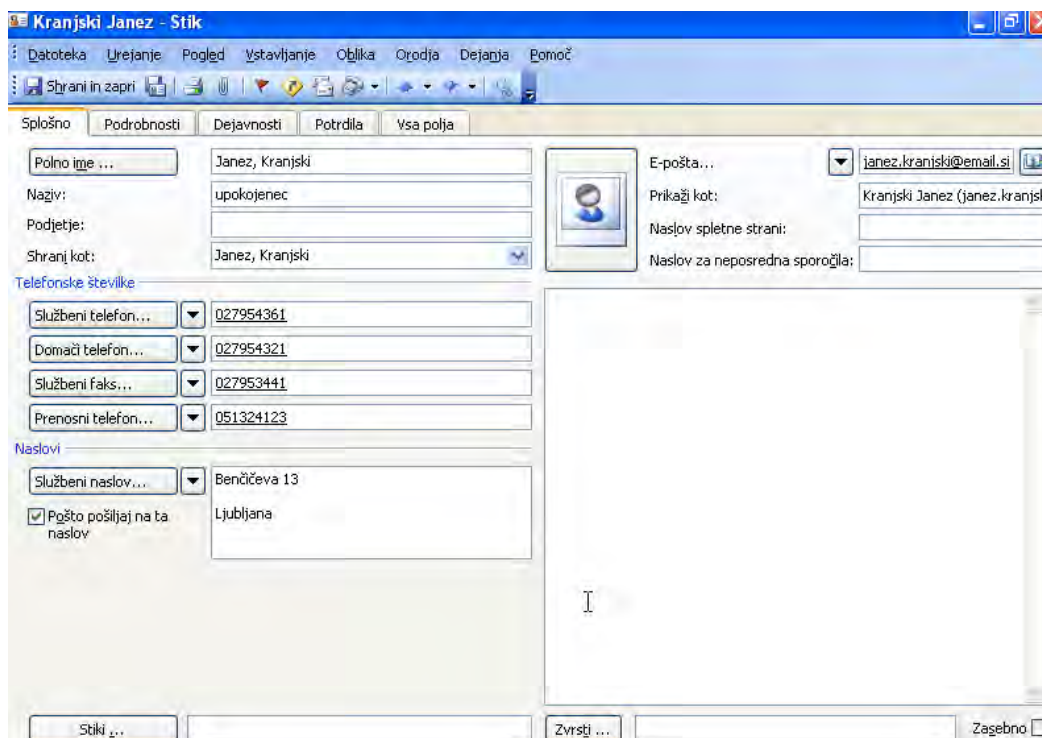 Kranjski Janez - Stik
Datoteka Urejanje Pogled Vstavljanje Oblika Orodja Dejanja Pomoč
Shrani in zapri
Splošno Podrobnosti Dejavnosti Potrdila Vsa polja
Polno ime ... Janez, Kranjski
Naziv: upokojenec
Podjetje:
Shrani kot: Janez, Kranjski
E-pošta... janez.kranjski@email.si
Prikaži kot: Kranjski Janez (janez.kranjsk
Naslov spletne strani:
Naslov za neposredna sporočila:
Telefonske številke
Službeni telefon... 027954361
Domači telefon... 027954321
Službeni faks... 027953441
Prenosni telefon... 051324123
Naslovi
Službeni naslov... Benčičeva 13
Pošto pošiljaj na ta Ljubljana
naslov
Stiki ... Zvrsti ... Zasebno